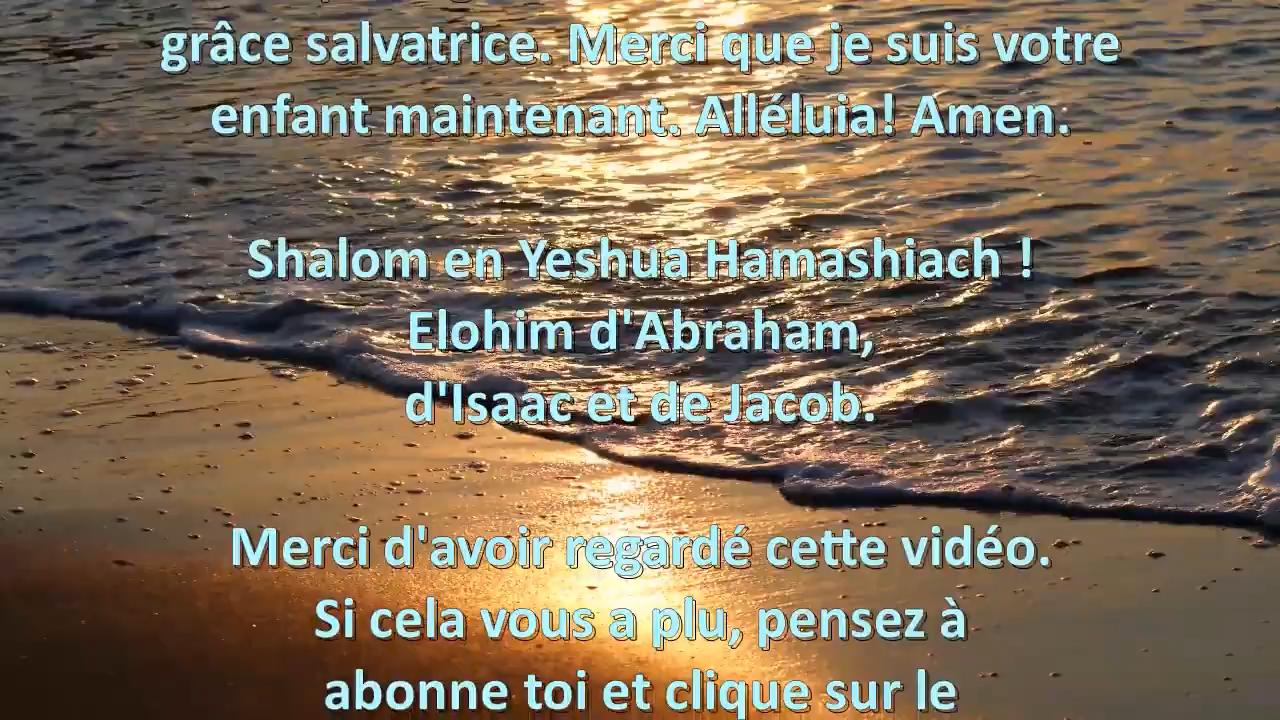 grâce salvatrice. Merci que je suis votre
enfant maintenant. Alléluia! Amen.
Shalom en Yeshua Hamashiach !
Elohim d'Abraham,
d'Isaac et de Jacob.
Merci d'avoir regardé cette vidéo.
Si cela vous a plu, pensez à
abonne toi et clique sur le